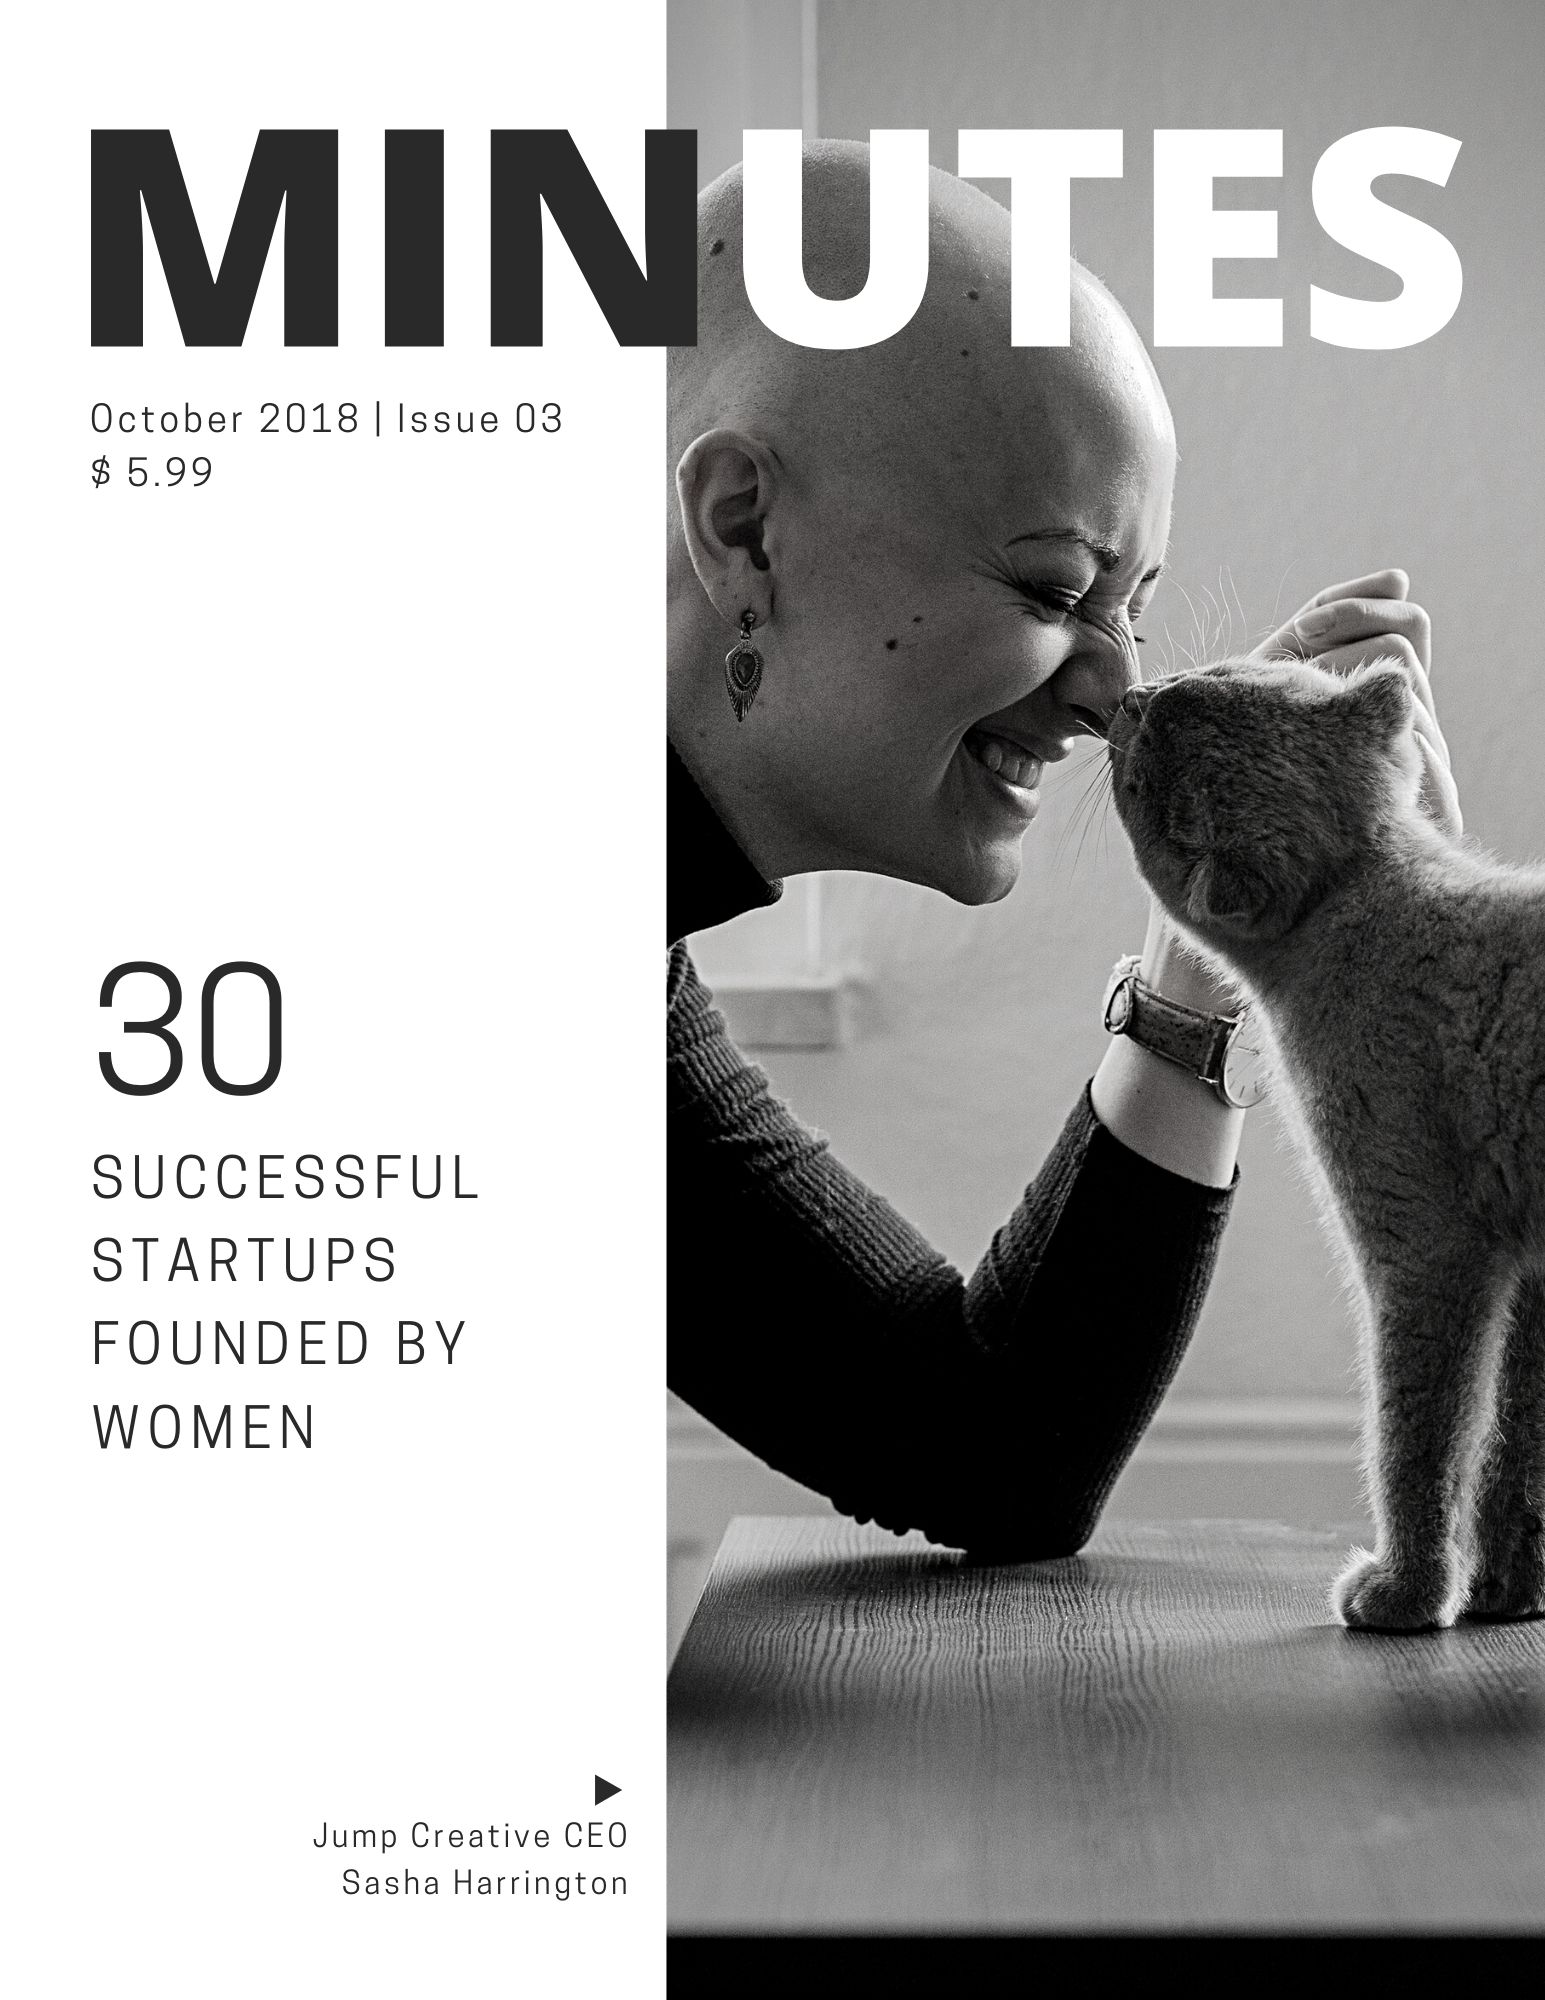 MINUTES
October 2018 | Issue 03
$ 5.99
30
SUCCESSFUL
STARTUPS
FOUNDED BY
WOMEN
Jump Creative CEO
Sasha Harrington